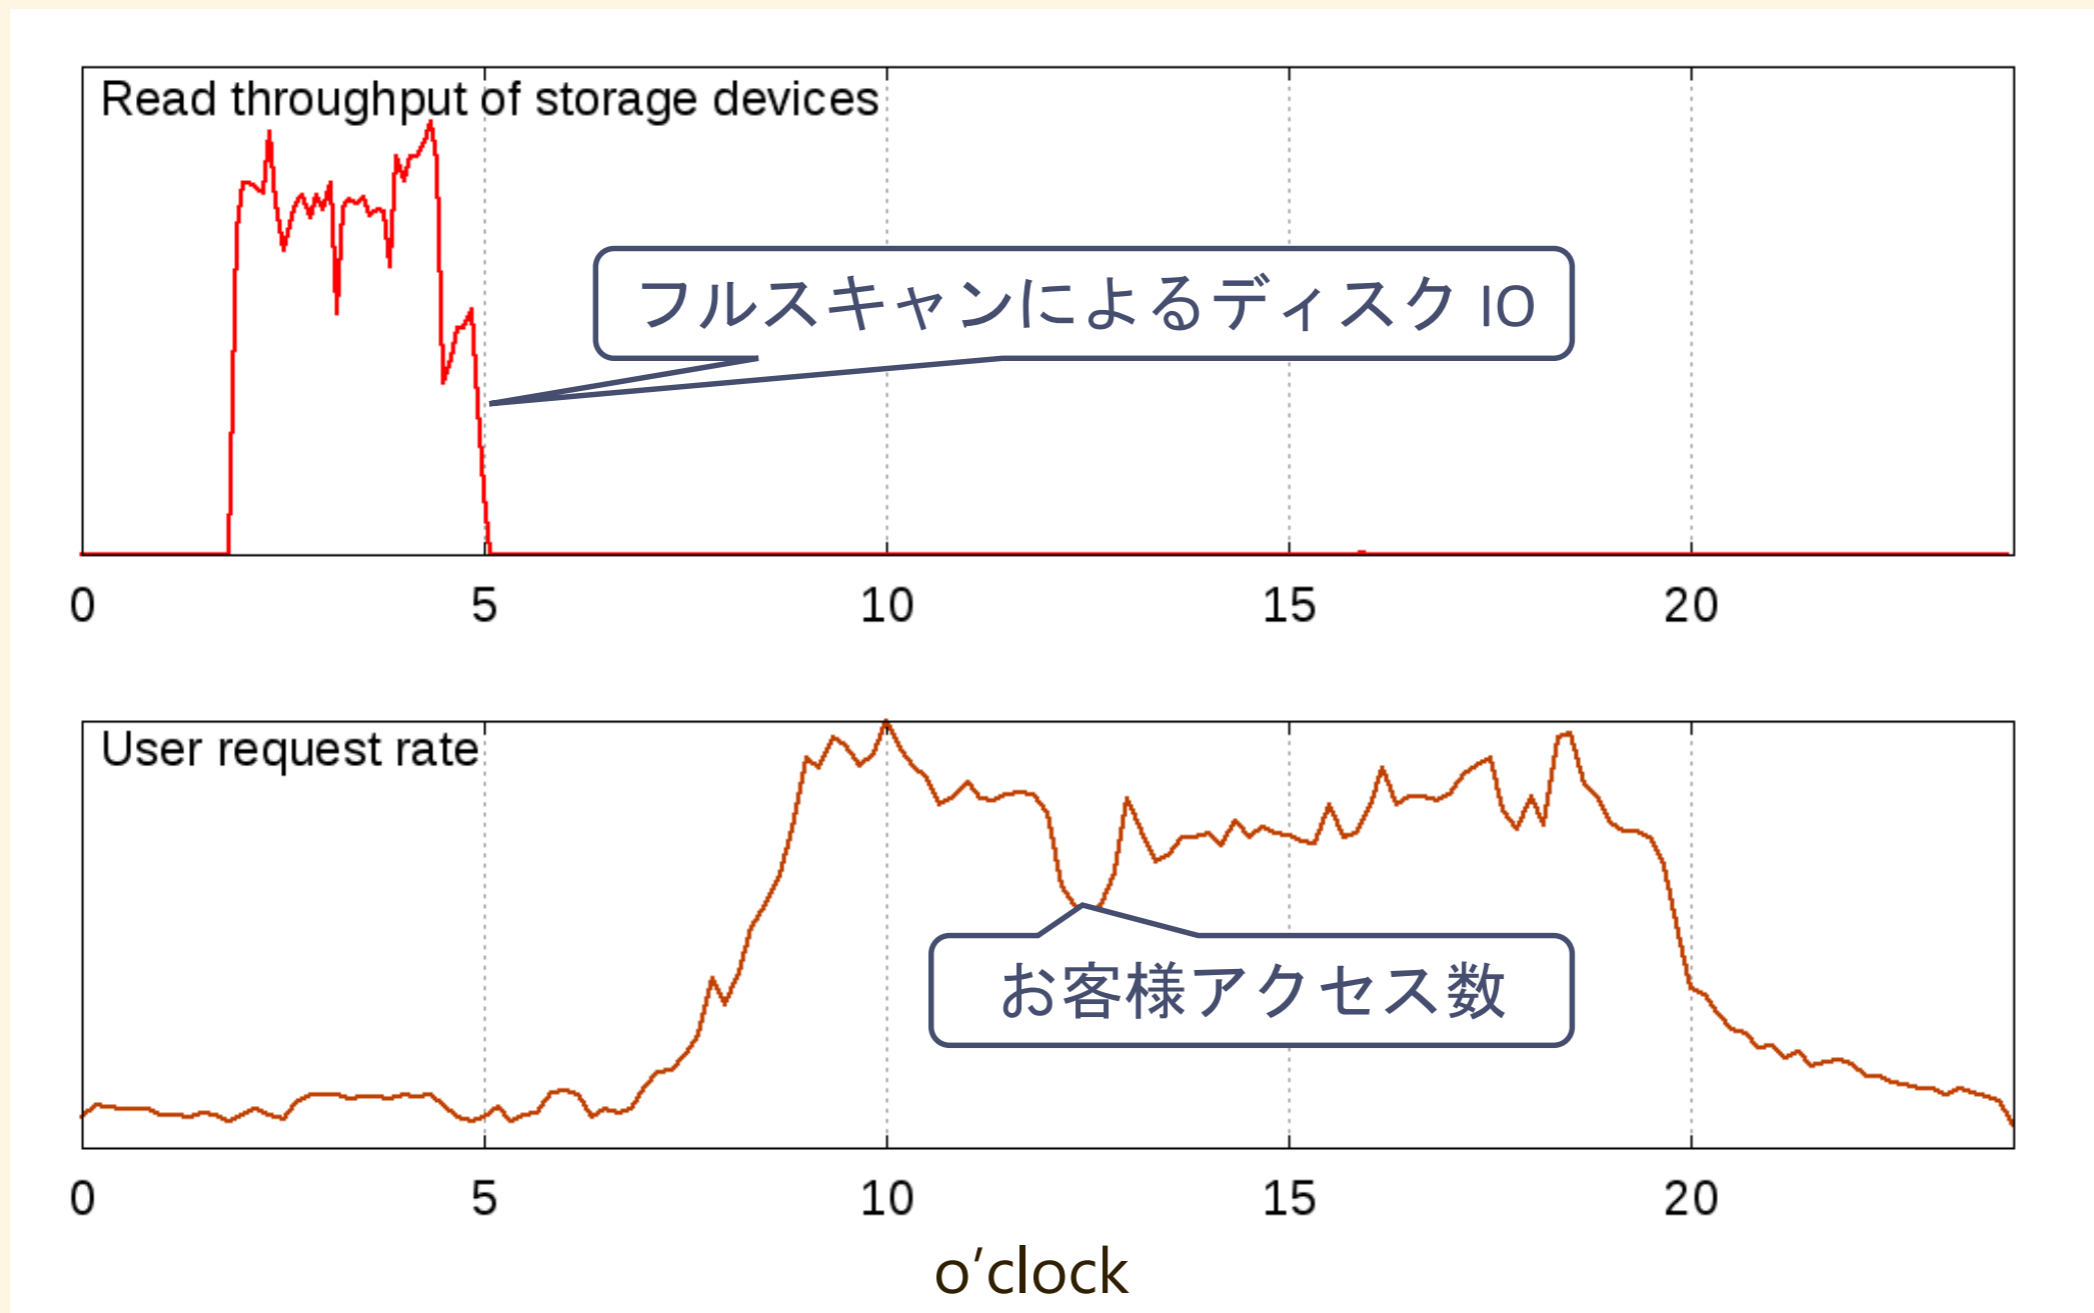 Read throughput of storage devices
フルスキャンによるディスク IO
0 5 10 15 20
User request rate
お客様アクセス数
0 5 10 15 20
o'clock